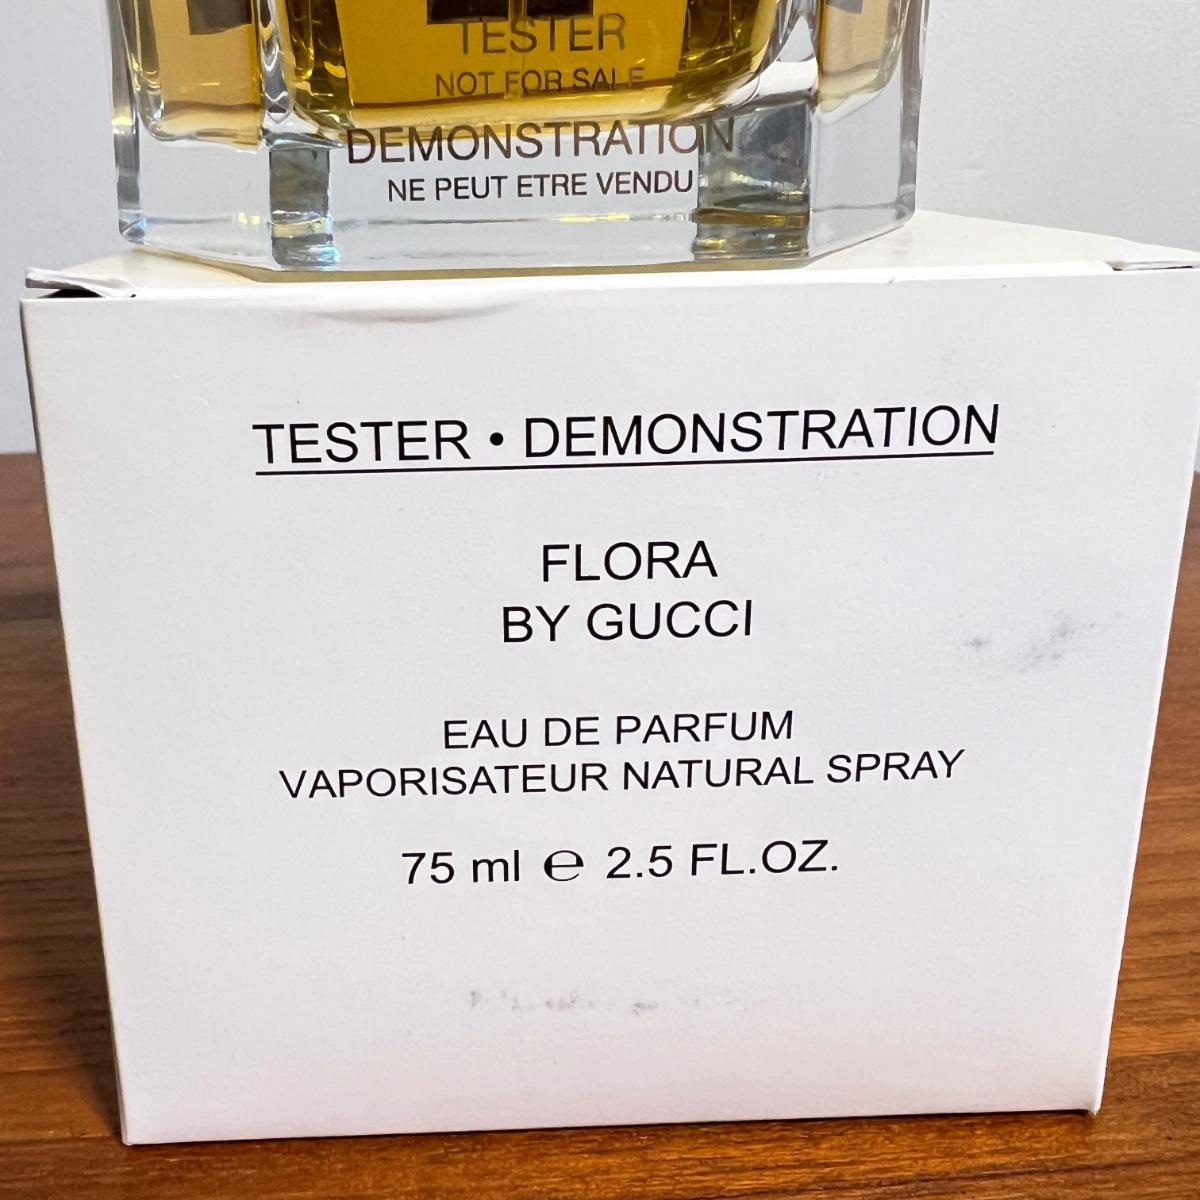 TESTER
NOT FOR SALE
DEMONSTRATION
NE PEUT ETRE VENDU
TESTER • DEMONSTRATION
FLORA
BY GUCCI
EAU DE PARFUM
VAPORISATEUR NATURAL SPRAY
75 ml ℮ 2.5 FL.OZ.